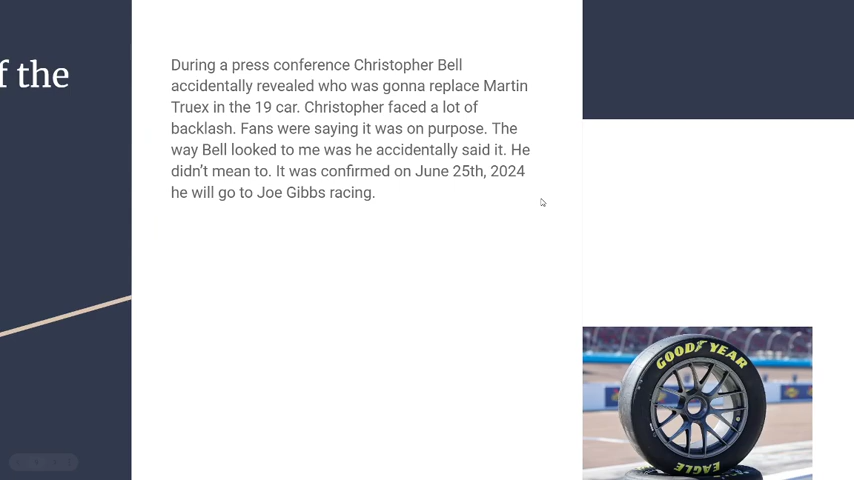 f the
During a press conference Christopher Bell
accidentally revealed who was gonna replace Martin
Truex in the 19 car. Christopher faced a lot of
backlash. Fans were saying it was on purpose. The
way Bell looked to me was he accidentally said it. He
didn’t mean to. It was confirmed on June 25th, 2024
he will go to Joe Gibbs racing.
GOODYEAR
EAGLE